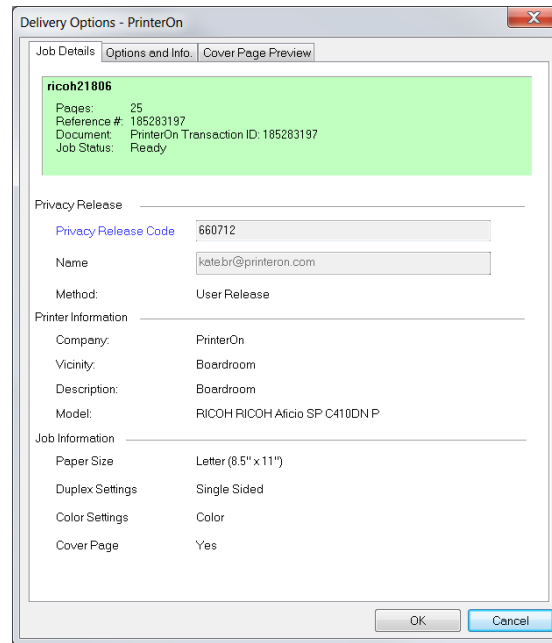 Delivery Options - PrinterOn
Job Details Options and Info. Cover Page Preview
ricoh21806
Pages: 25
Reference #: 185283197
Document: PrinterOn Transaction ID: 185283197
Job Status: Ready
Privacy Release
Privacy Release Code 660712
Name kate.br@printeron.com
Method: User Release
Printer Information
Company: PrinterOn
Vicinity: Boardroom
Description: Boardroom
Model: RICOH RICOH Aficio SP C410DN P
Job Information
Paper Size Letter (8.5" x 11")
Duplex Settings Single Sided
Color Settings Color
Cover Page Yes
OK Cancel